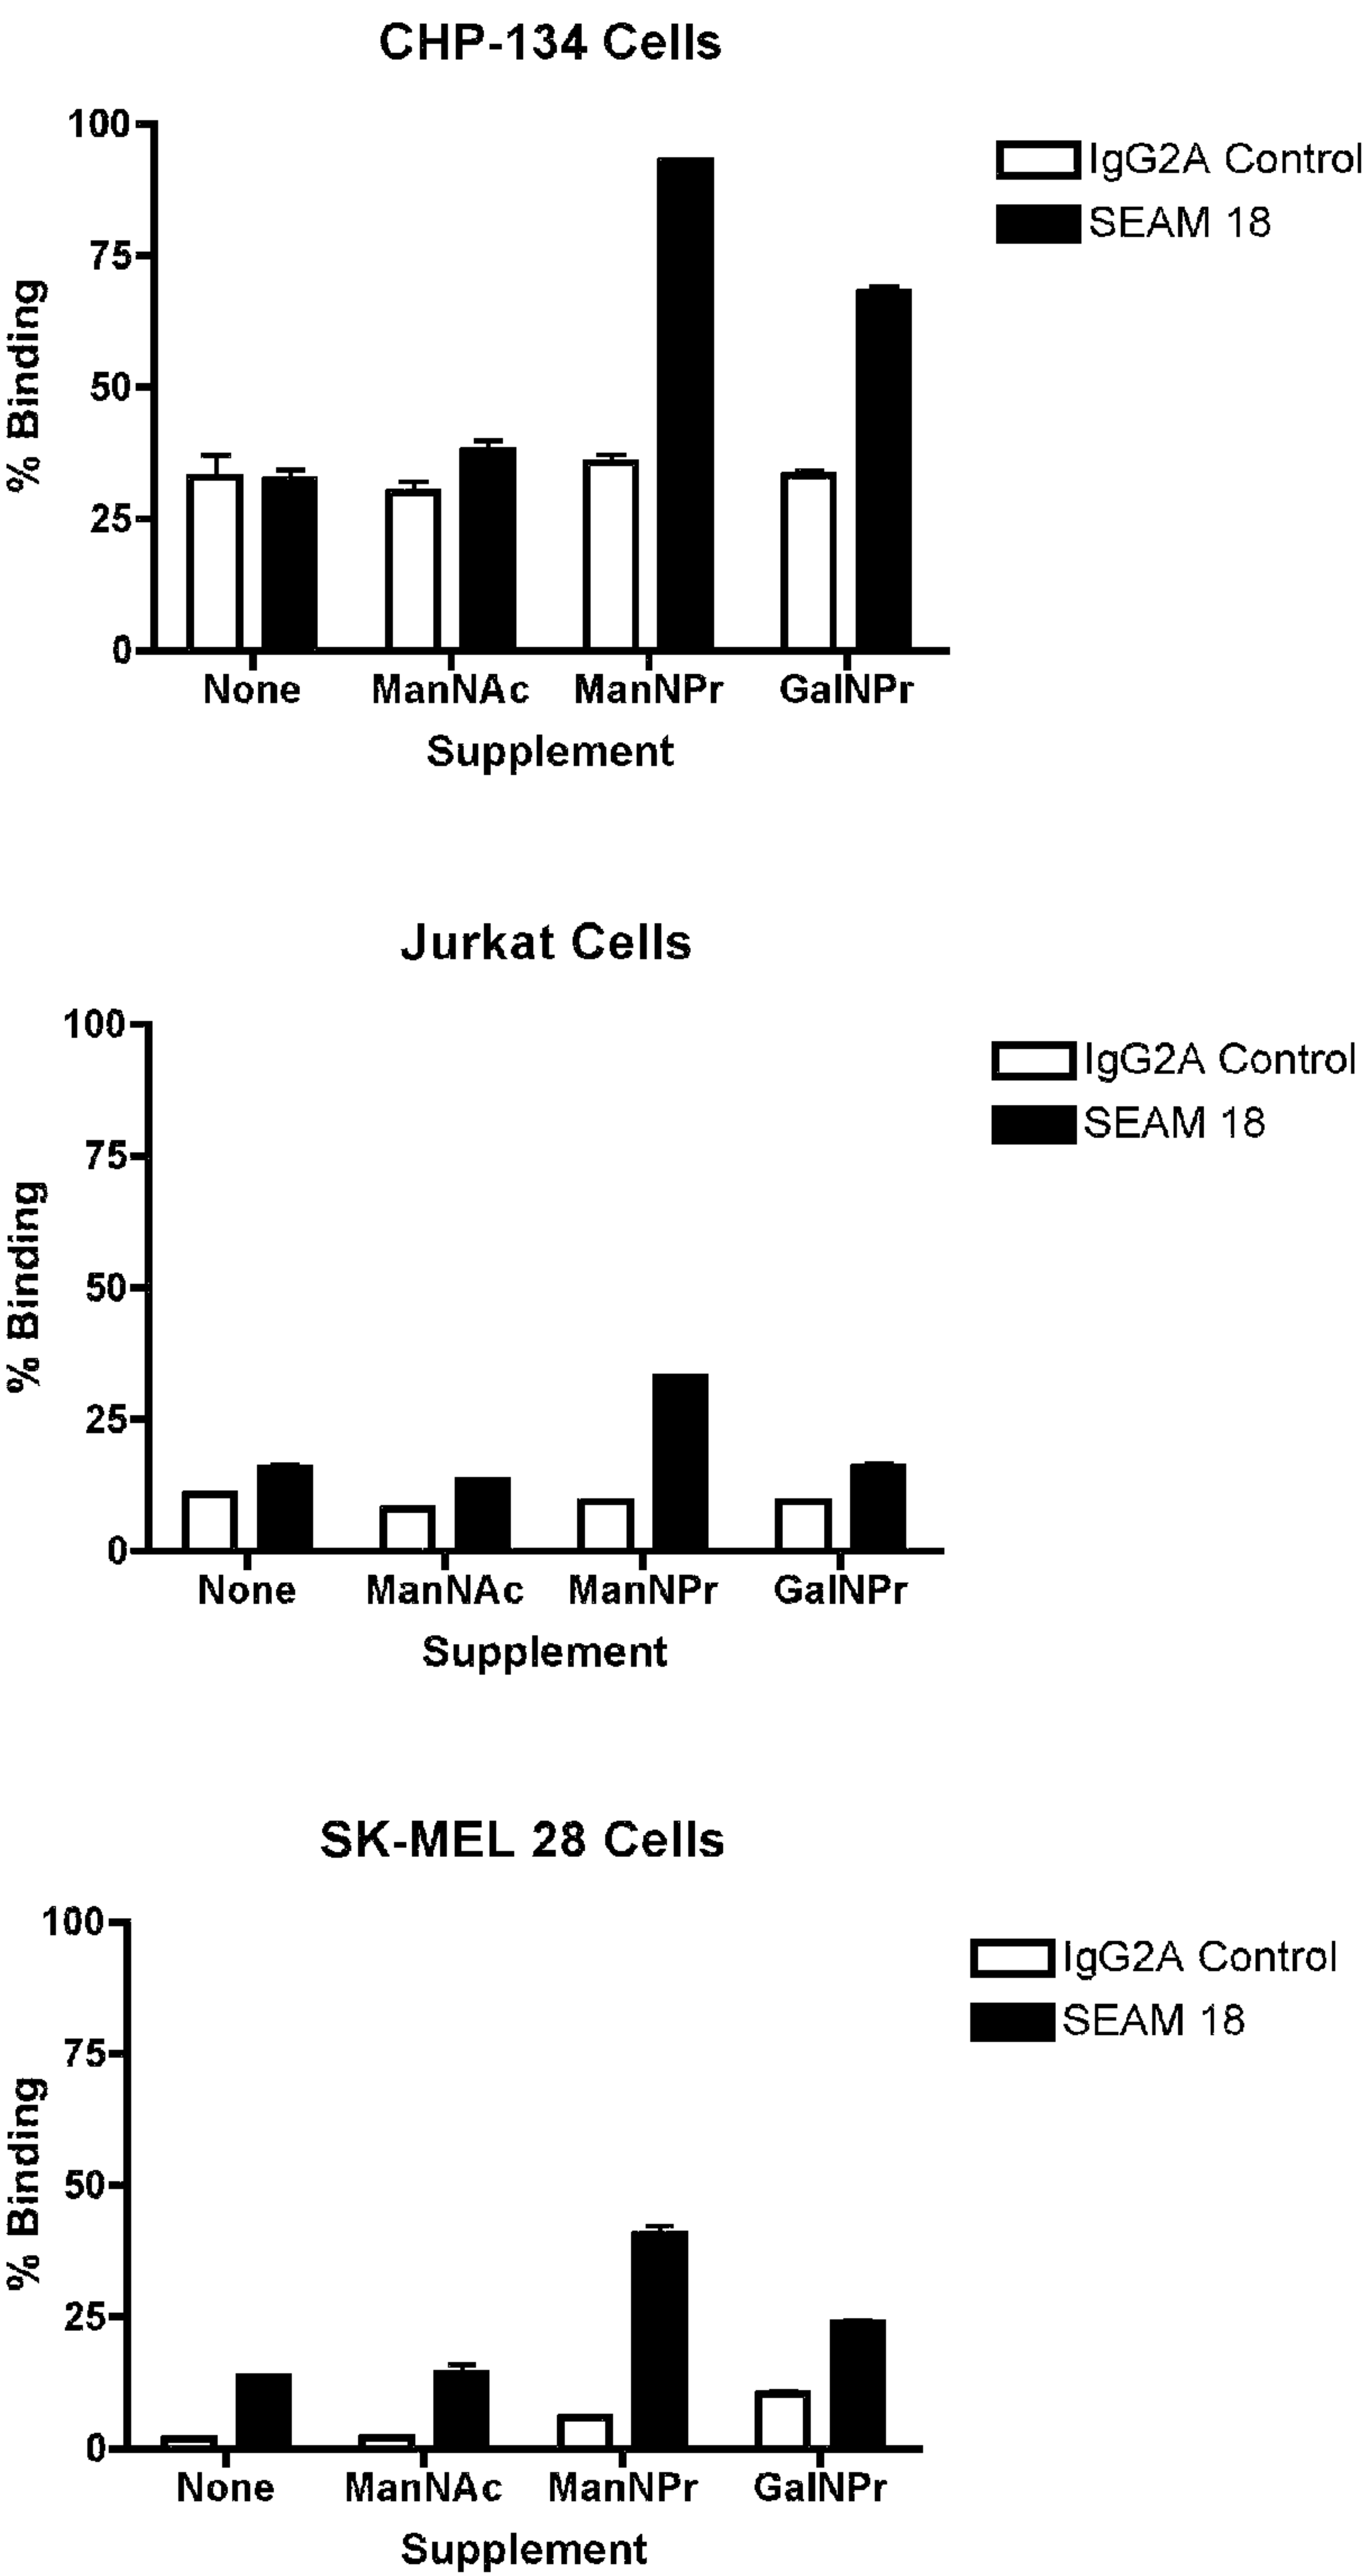 CHP-134 Cells
100
75
50
25
0
% Binding
IgG2A Control
SEAM 18
None ManNAc ManNPr GalNPr
Supplement
Jurkat Cells
100
75
50
25
0
% Binding
IgG2A Control
SEAM 18
None ManNAc ManNPr GalNPr
Supplement
SK-MEL 28 Cells
100
75
50
25
0
% Binding
IgG2A Control
SEAM 18
None ManNAc ManNPr GalNPr
Supplement